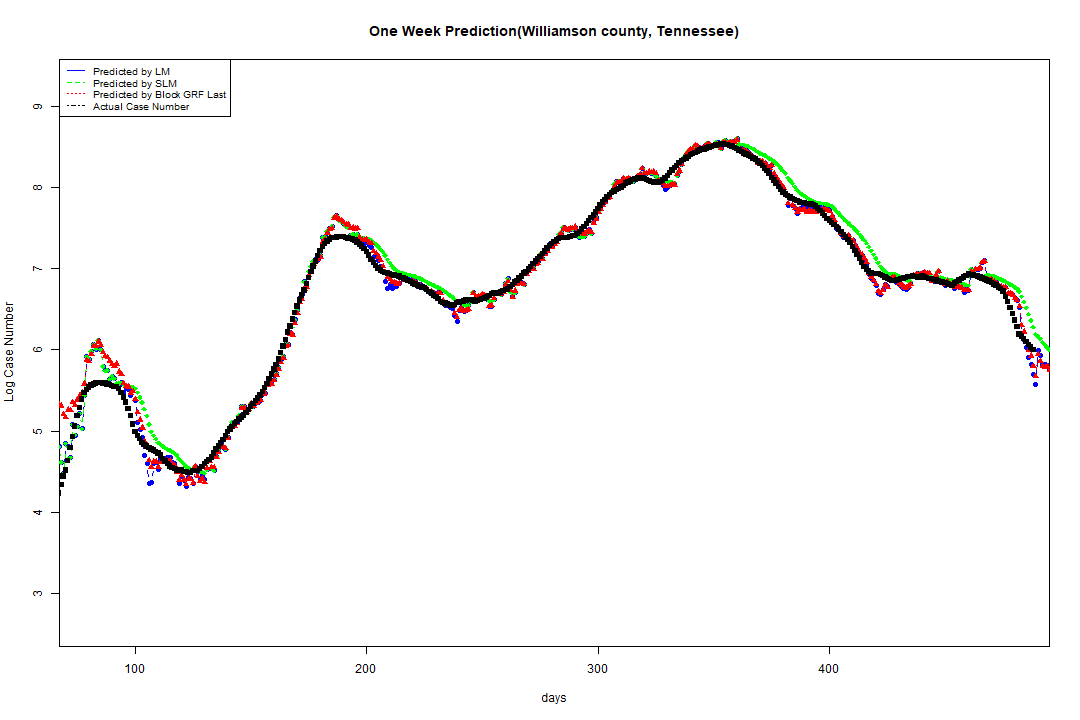 One Week Prediction(Williamson county, Tennessee)
Predicted by LM
Predicted by SLM
Predicted by Block GRF Last
Actual Case Number
9
8
7
6
5
4
3
Log Case Number
100 200 300 400
days